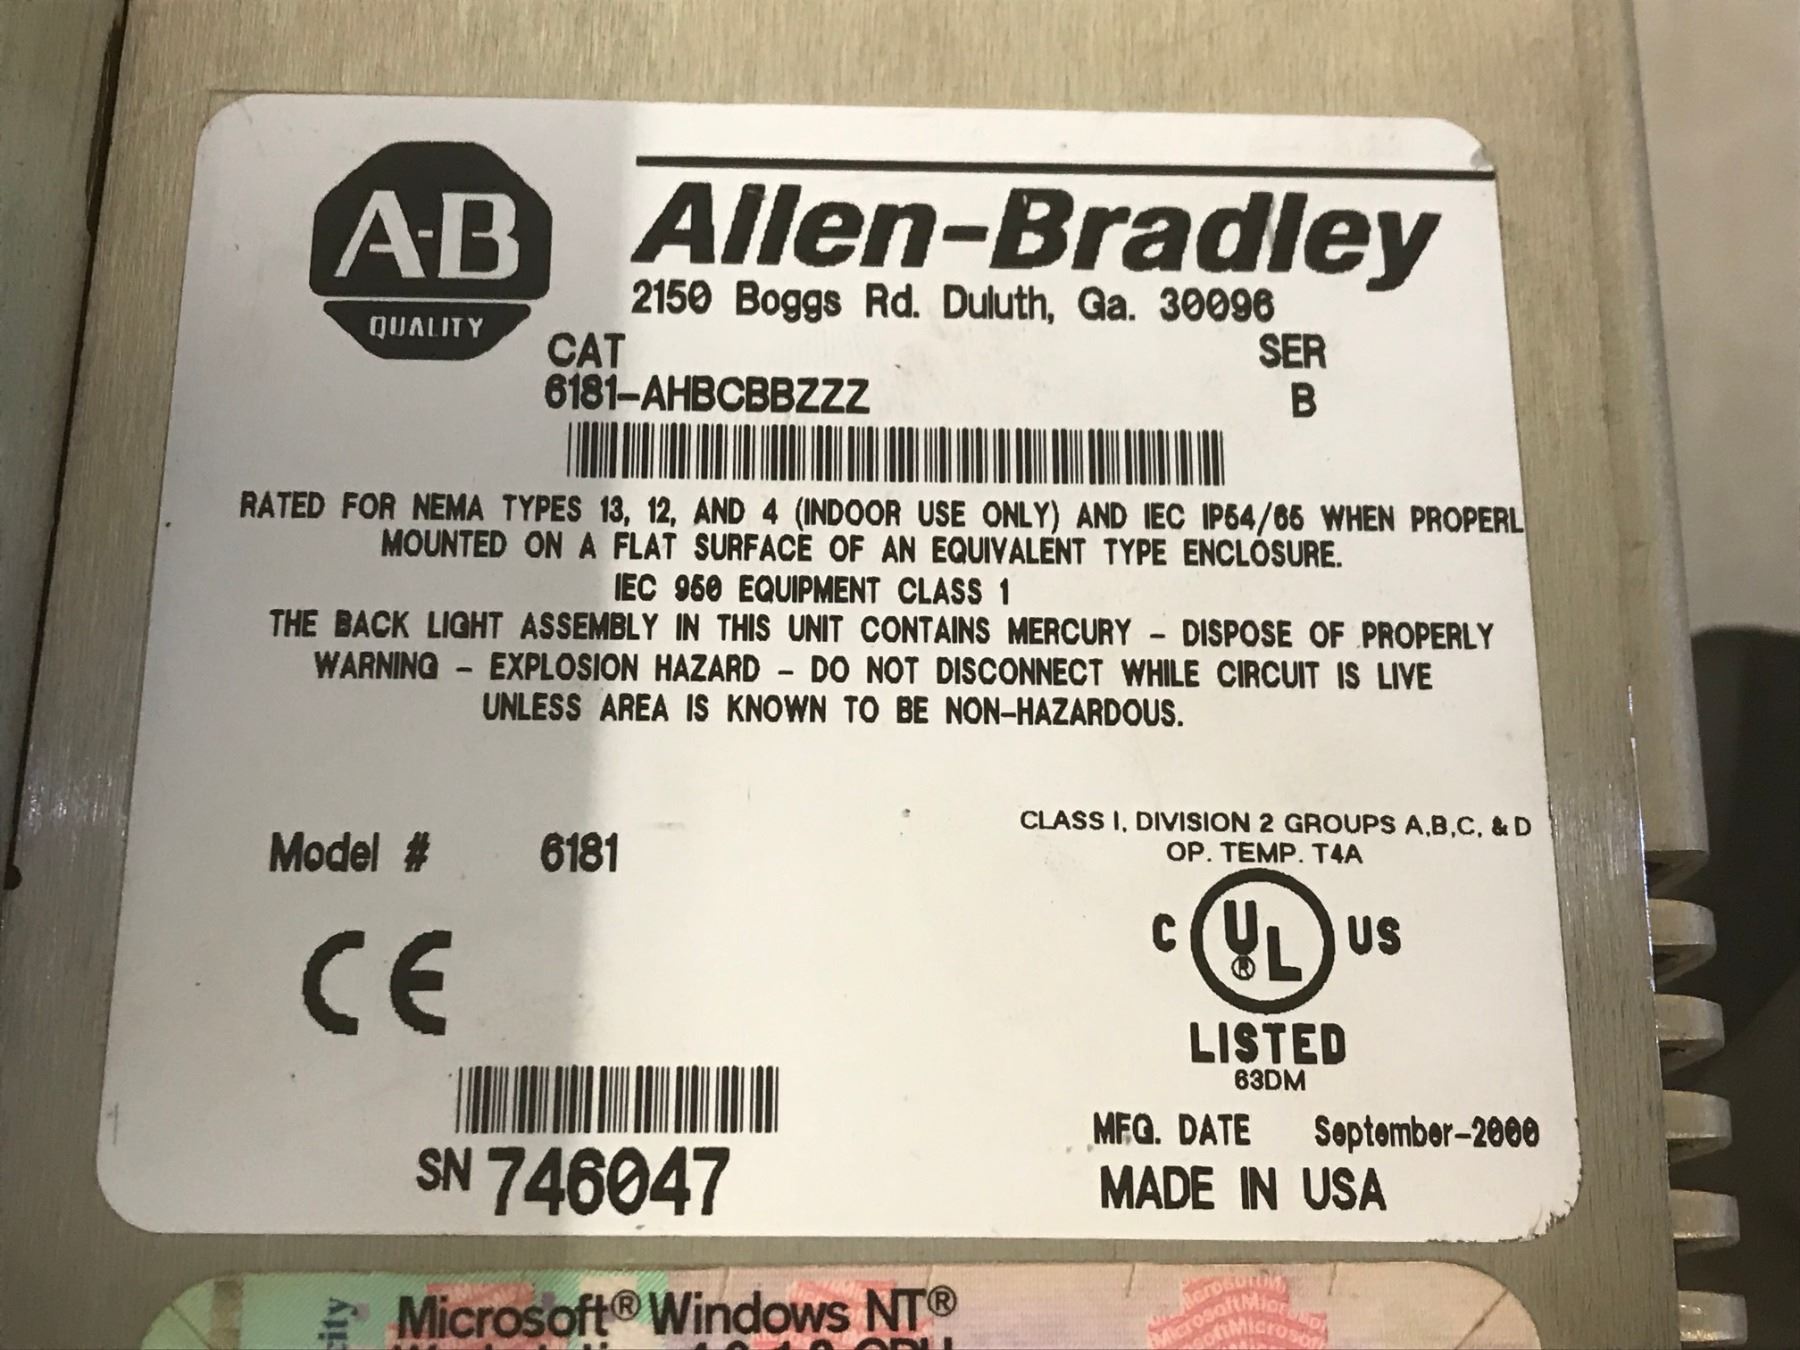 A-B
QUALITY
Allen-Bradley
2150 Boggs Rd. Duluth, Ga. 30096
CAT
SER
6181-AHBCBBZZZ
B
RATED FOR NEMA TYPES 13, 12, AND 4 (INDOOR USE ONLY) AND IEC IP54/65 WHEN PROPERL
MOUNTED ON A FLAT SURFACE OF AN EQUIVALENT TYPE ENCLOSURE.
IEC 950 EQUIPMENT CLASS 1
THE BACK LIGHT ASSEMBLY IN THIS UNIT CONTAINS MERCURY - DISPOSE OF PROPERLY
WARNING - EXPLOSION HAZARD - DO NOT DISCONNECT WHILE CIRCUIT IS LIVE
UNLESS AREA IS KNOWN TO BE NON-HAZARDOUS.
CLASS I, DIVISION 2 GROUPS A,B,C, & D
OP. TEMP. T4A
Model # 6181
C UL® US
CE
LISTED
63DM
MFG. DATE September-2000
SN 746047
MADE IN USA
Microsoft® Windows NT®